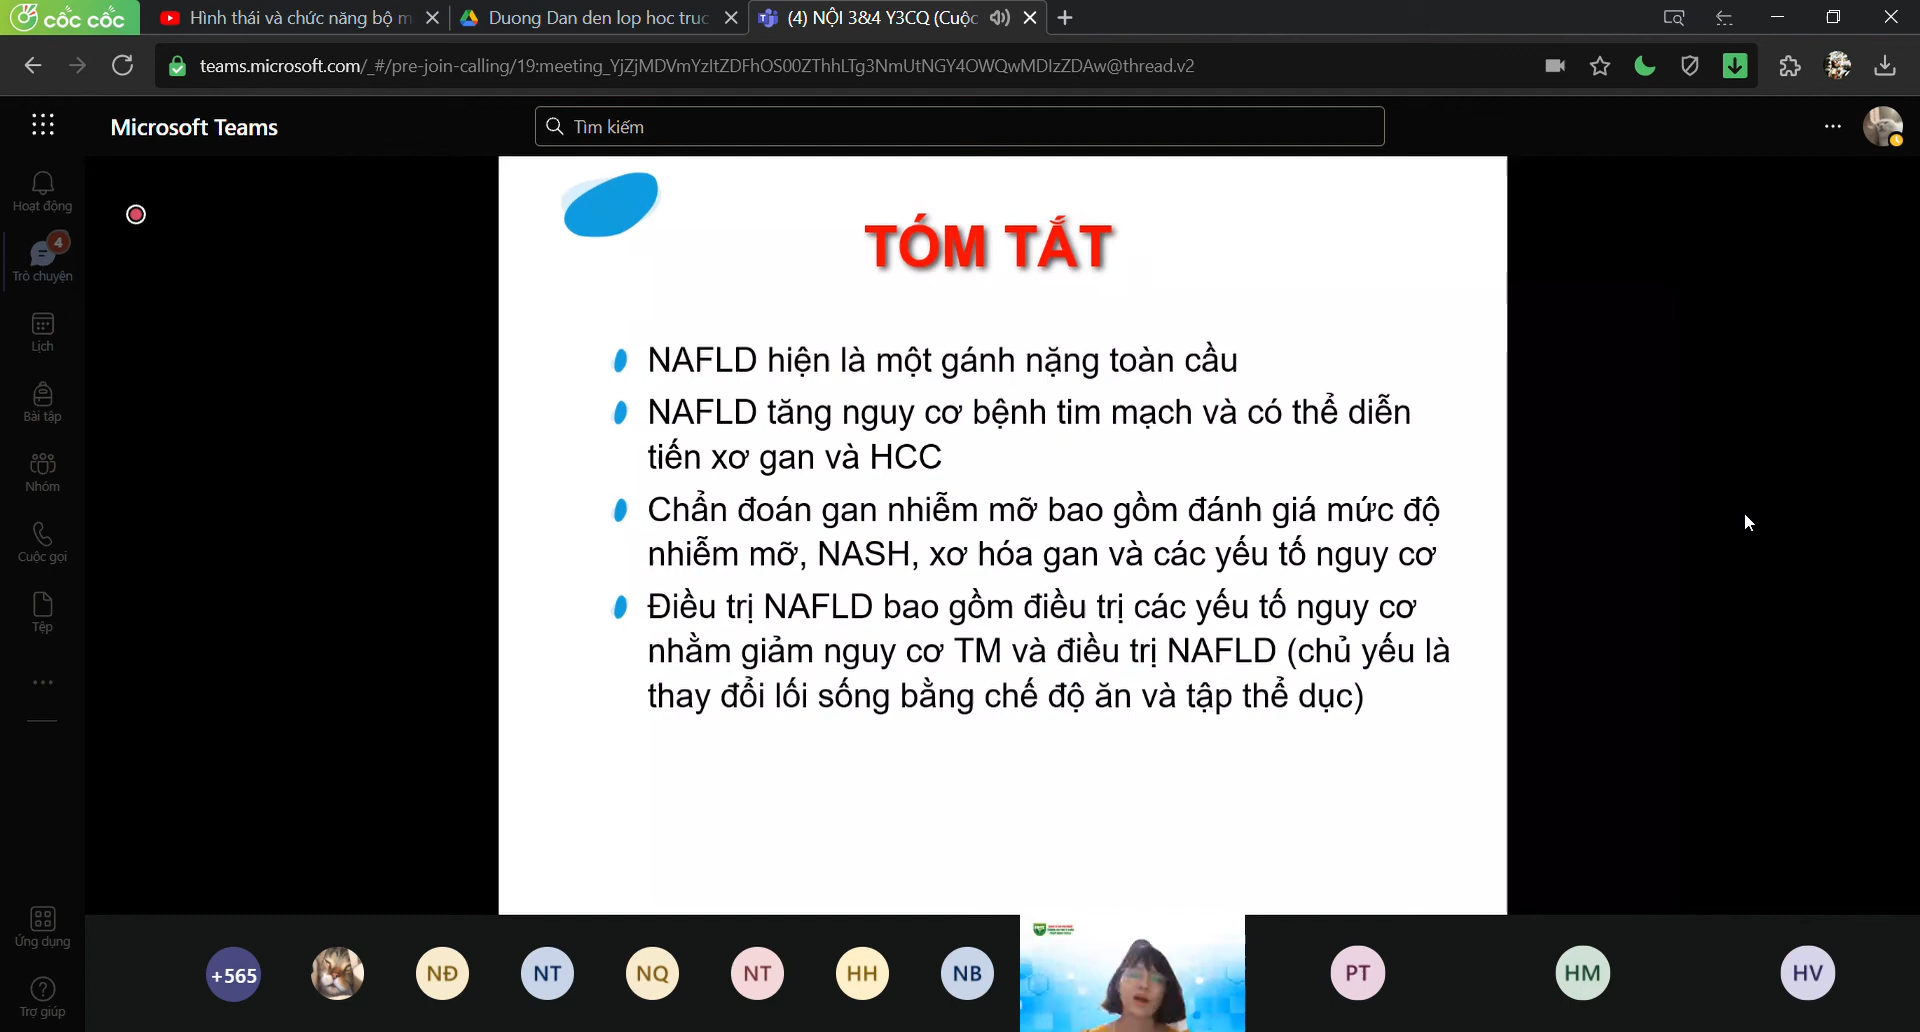 cốc cốc
Hình thái và chức năng bộ m
Duong Dan den lop hoc truc
(4) NỘI 3&4 Y3CQ (Cuộc
teams.microsoft.com/_#/pre-join-calling/19:meeting_YjZjMDVmYzItZDFhOS00ZThhLTg3NmUtNGY4OWQwMDIzZDAw@thread.v2
Microsoft Teams
Tìm kiếm
Hoạt động
4
Trò chuyện
Lịch
Bài tập
Nhóm
Cuộc gọi
Tệp
Ứng dụng
Trợ giúp
TÓM TẮT
NAFLD hiện là một gánh nặng toàn cầu
NAFLD tăng nguy cơ bệnh tim mạch và có thể diễn
tiến xơ gan và HCC
Chẩn đoán gan nhiễm mỡ bao gồm đánh giá mức độ
nhiễm mỡ, NASH, xơ hóa gan và các yếu tố nguy cơ
Điều trị NAFLD bao gồm điều trị các yếu tố nguy cơ
nhằm giảm nguy cơ TM và điều trị NAFLD (chủ yếu là
thay đổi lối sống bằng chế độ ăn và tập thể dục)
+565
NĐ
NT
NQ
NT
HH
NB
PT
HM
HV